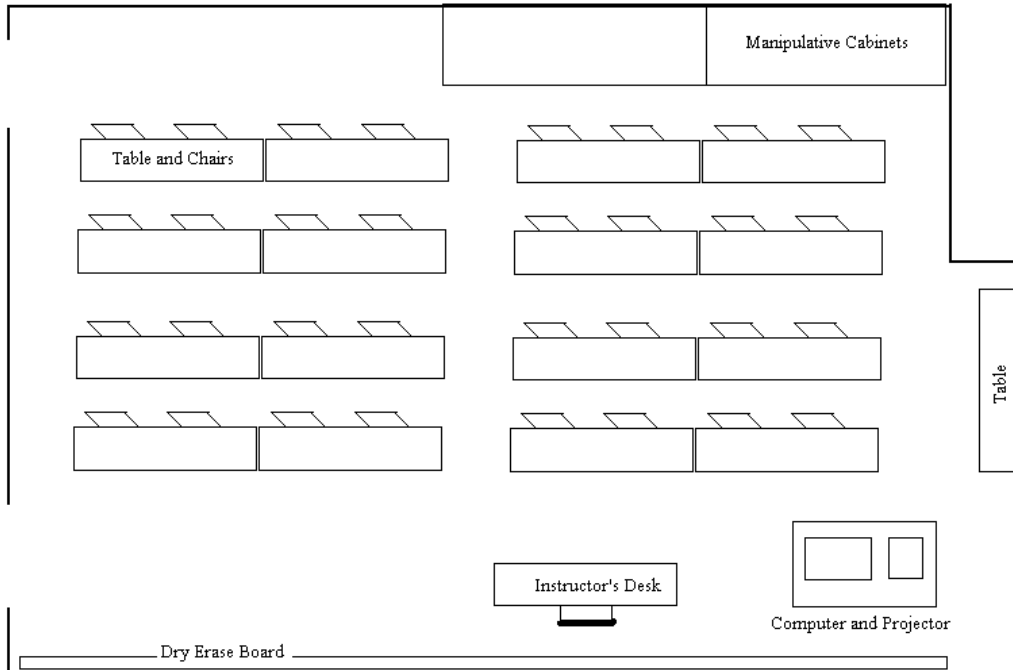 Manipulative Cabinets
Table and Chairs
Table
Instructor's Desk
Computer and Projector
Dry Erase Board